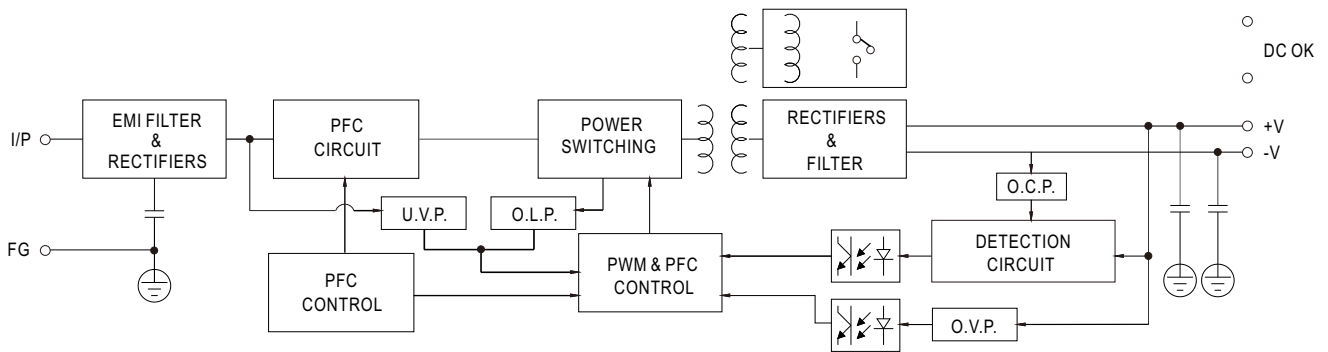 DC OK
I/P
EMI FILTER
&
RECTIFIERS
PFC
CIRCUIT
POWER
SWITCHING
RECTIFIERS
&
FILTER
+V
-V
U.V.P.
O.L.P.
O.C.P.
FG
PFC
CONTROL
PWM & PFC
CONTROL
DETECTION
CIRCUIT
O.V.P.